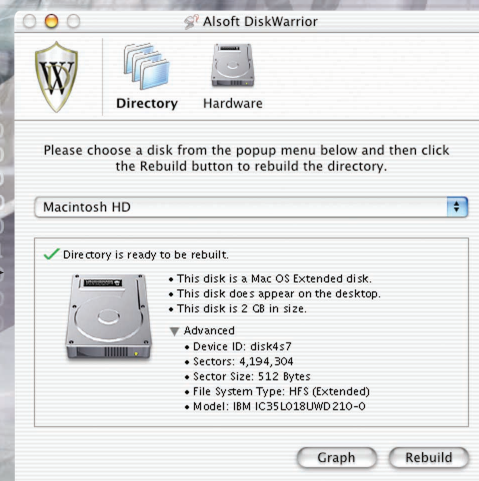 Alsoft DiskWarrior
W
Directory Hardware
Please choose a disk from the popup menu below and then click
the Rebuild button to rebuild the directory.
Macintosh HD
✓ Directory is ready to be rebuilt.
• This disk is a Mac OS Extended disk.
• This disk does appear on the desktop.
• This disk is 2 GB in size.
▼ Advanced
• Device ID: disk4s7
• Sectors: 4,194,304
• Sector Size: 512 Bytes
• File System Type: HFS (Extended)
• Model: IBM IC35L018UWD210-0
Graph Rebuild